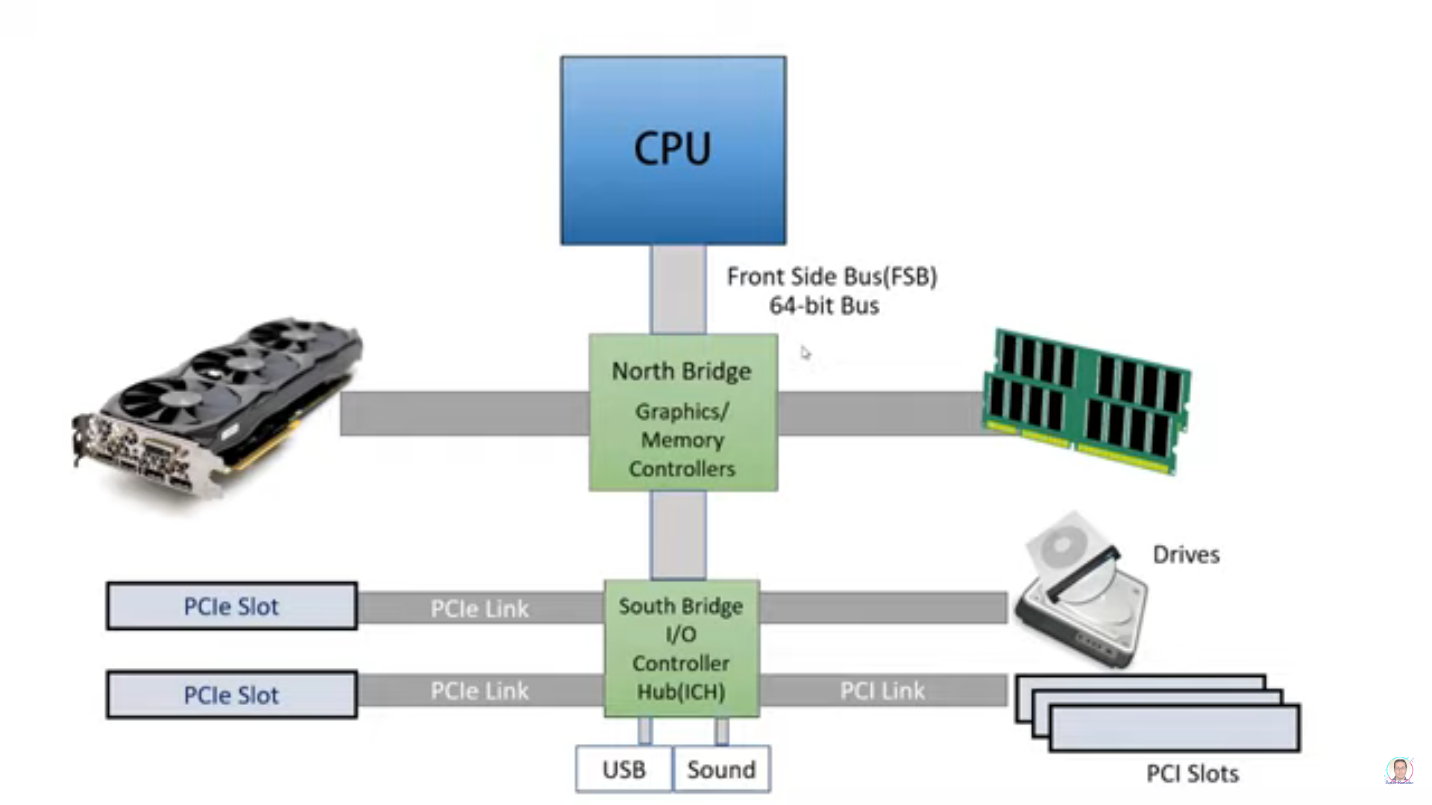 CPU
Front Side Bus(FSB)
64-bit Bus
North Bridge
Graphics/
Memory
Controllers
Drives
PCIe Slot
PCIe Link
South Bridge
I/O
Controller
Hub(ICH)
PCIe Slot
PCIe Link
PCI Link
USB
Sound
PCI Slots